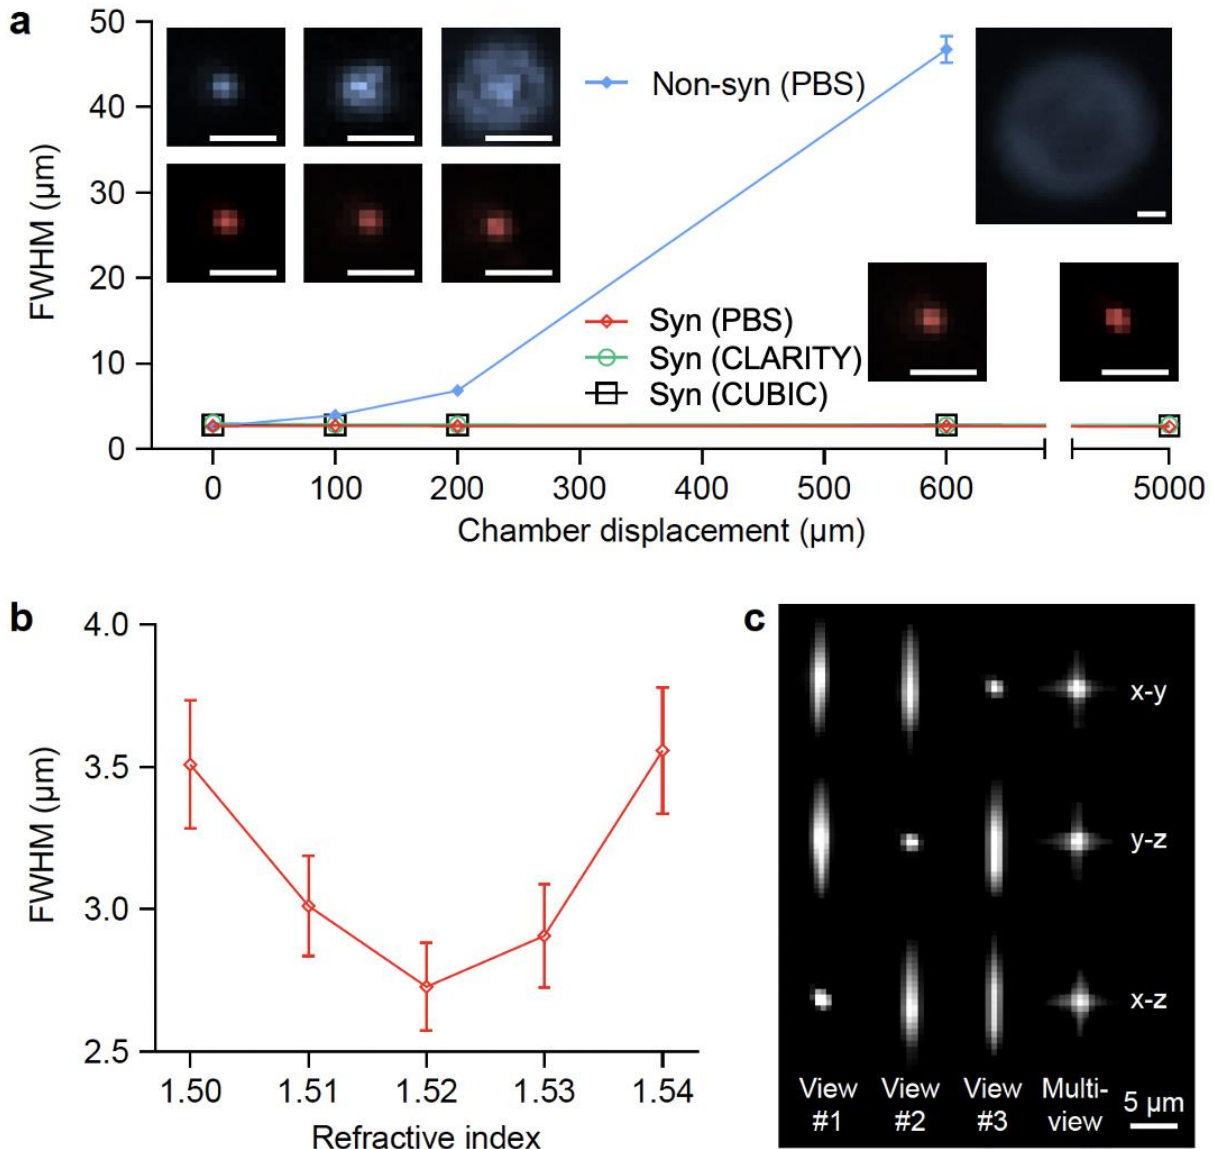 a
FWHM (µm)
50
40
30
20
10
0
Non-syn (PBS)
Syn (PBS)
Syn (CLARITY)
Syn (CUBIC)
0 100 200 300 400 500 600 5000
Chamber displacement (µm)
b
FWHM (µm)
4.0
3.5
3.0
2.5
1.50 1.51 1.52 1.53 1.54
Refractive index
c
x-y
y-z
x-z
View #1
View #2
View #3
Multi-view
5 µm